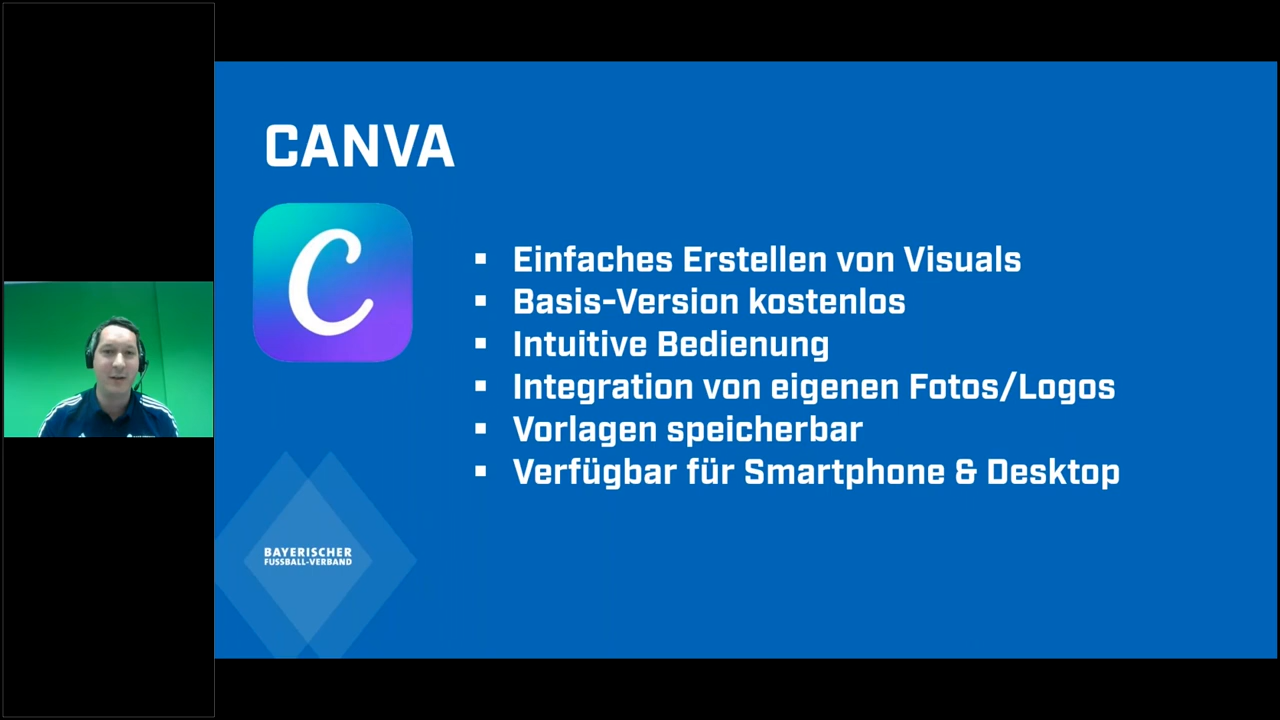 CANVA
C
▪ Einfaches Erstellen von Visuals
▪ Basis-Version kostenlos
▪ Intuitive Bedienung
▪ Integration von eigenen Fotos/Logos
▪ Vorlagen speicherbar
▪ Verfügbar für Smartphone & Desktop
BAYERISCHER
FUSSBALL-VERBAND